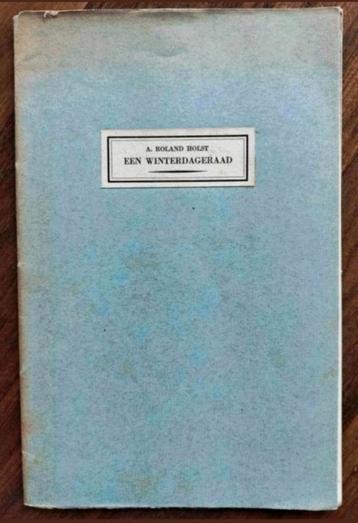 A. ROLAND HOLST
EEN WINTERDAGERAAD